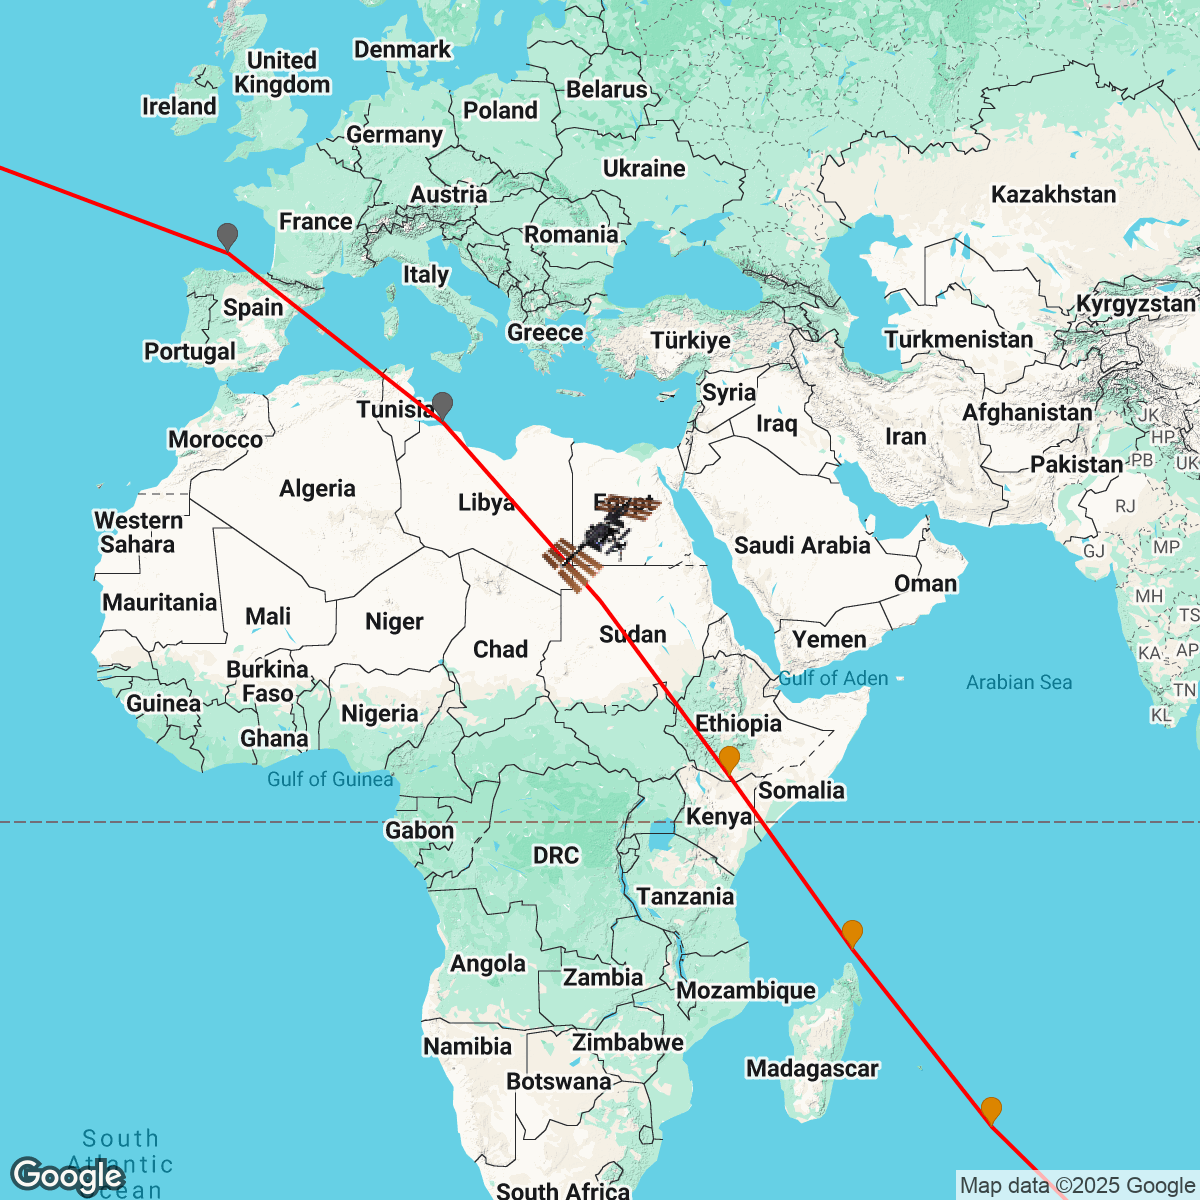 Denmark
United
Kingdom
Belarus
Ireland
Poland
Germany
Ukraine
Austria
Kazakhstan
France
Romania
Italy
Spain
Kyrgyzstan
Greece
Türkiye
Turkmenistan
Portugal
Syria
Tunisia
Afghanistan
JK
Iraq
Iran
HP
Morocco
Pakistan
PB
UK
Algeria
Libya
Egypt
RJ
Western
Sahara
Saudi Arabia
GJ
MP
Oman
Mauritania
Mali
Niger
MH
TS
Sudan
Yemen
Chad
KA
AP
Burkina
Faso
Gulf of Aden
Arabian Sea
TN
Guinea
Nigeria
Ethiopia
KL
Ghana
Gulf of Guinea
Somalia
Kenya
Gabon
DRC
Tanzania
Angola
Zambia
Mozambique
Namibia
Zimbabwe
Madagascar
Botswana
South
Atlantic
Ocean
Google
South Africa
Map data ©2025 Google